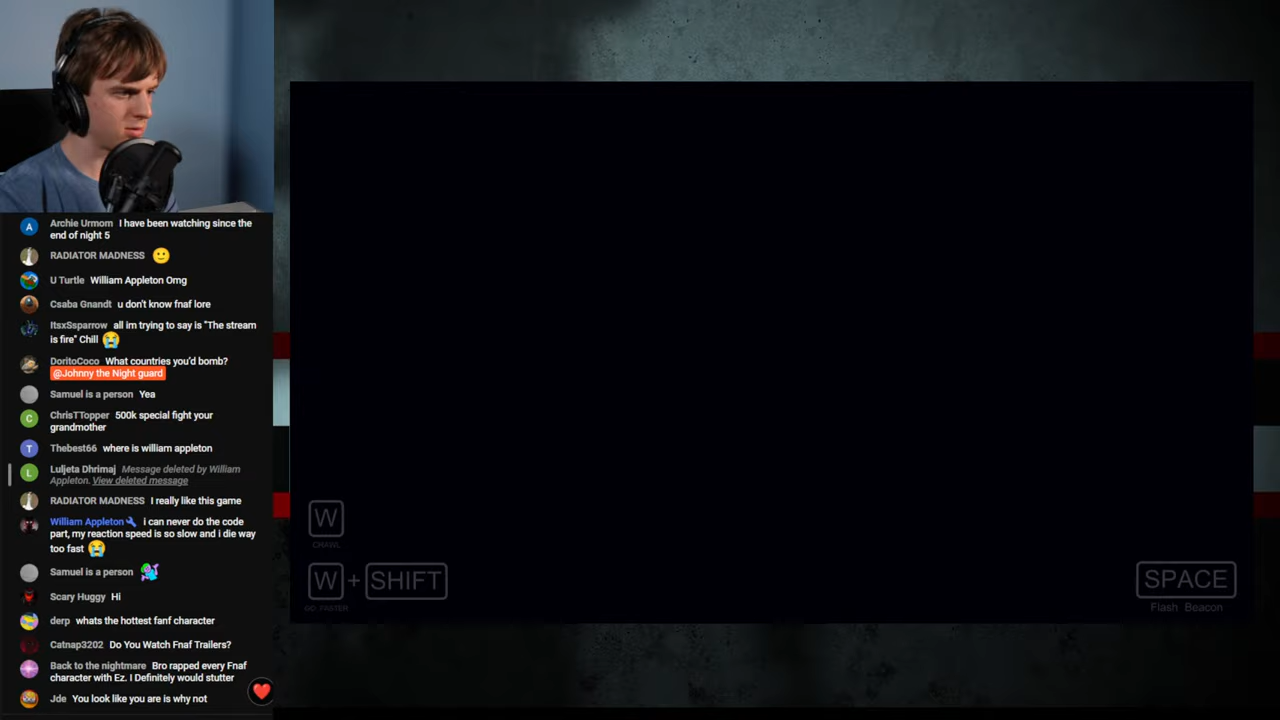 Archie Urmom I have been watching since the
end of night 5
RADIATOR MADNESS 🙂
U Turtle William Appleton Omg
Csaba Gnandt u don't know fnaf lore
ItsxSsparrow all im trying to say is "The stream
is fire" Chill 😭
DoritoCoco What countries you'd bomb?
@Johnny the Night guard
Samuel is a person Yea
ChrisTTopper 500k special fight your
grandmother
Thebest66 where is william appleton
Luljeta Dhrimaj Message deleted by William
Appleton. View deleted message
RADIATOR MADNESS I really like this game
William Appleton i can never do the code
part, my reaction speed is so slow and i die way
too fast 😭
Samuel is a person
Scary Huggy Hi
derp whats the hottest fanf character
Catnap3202 Do You Watch Fnaf Trailers?
Back to the nightmare Bro rapped every Fnaf
character with Ez. I Definitely would stutter
Jde You look like you are is why not
A
C
T
L
W
CRAWL
W + SHIFT
GO FASTER
SPACE
Flash Beacon